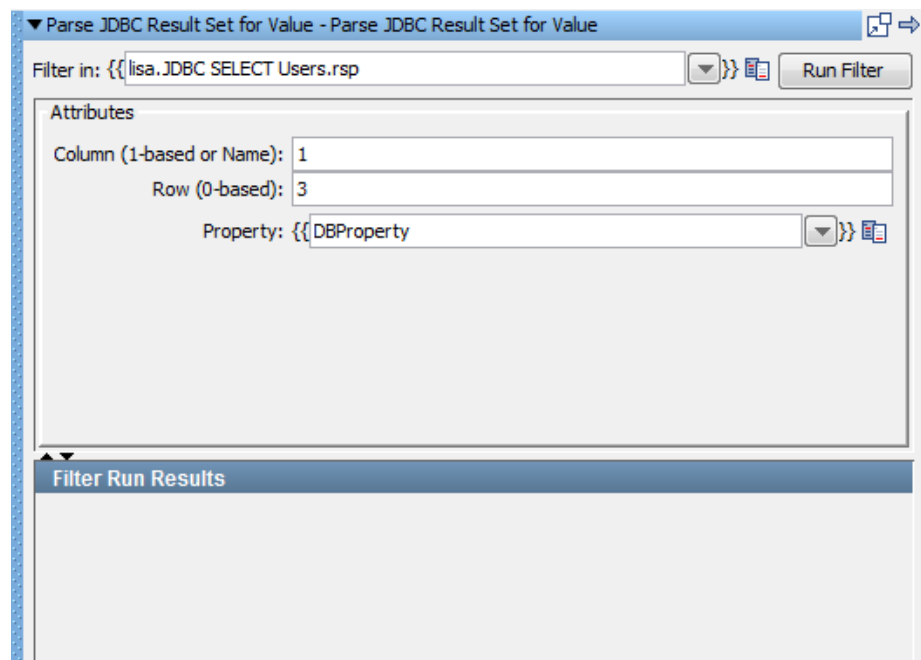 Parse JDBC Result Set for Value - Parse JDBC Result Set for Value
Filter in: {{lisa.JDBC SELECT Users.rsp}} Run Filter
Attributes
Column (1-based or Name): 1
Row (0-based): 3
Property: {{DBProperty}}
Filter Run Results